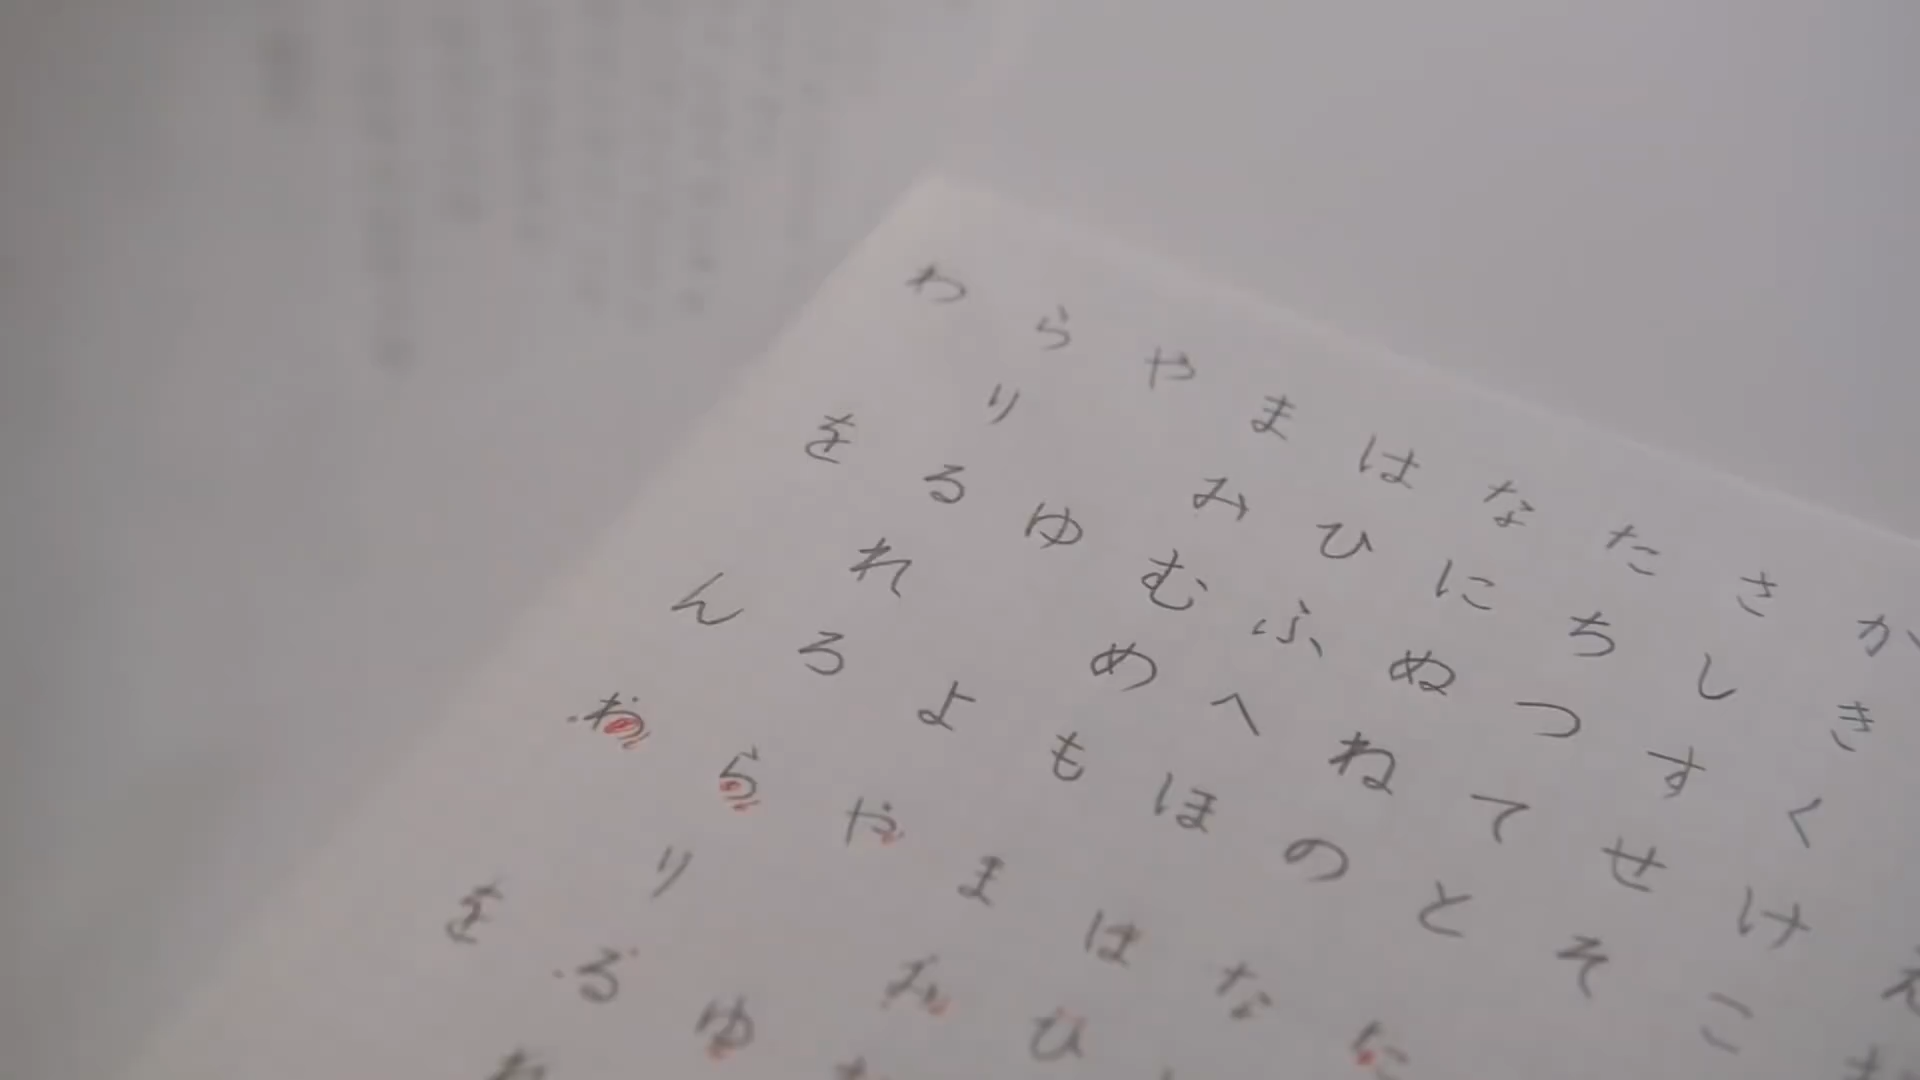 かきくけこ
さしすせそ
たちつてと
なにぬねの
はひふへほ
まみむめも
やゆよ
らりるれろ
わをん
な
はひ
まみ
やゆ
らりる
わを